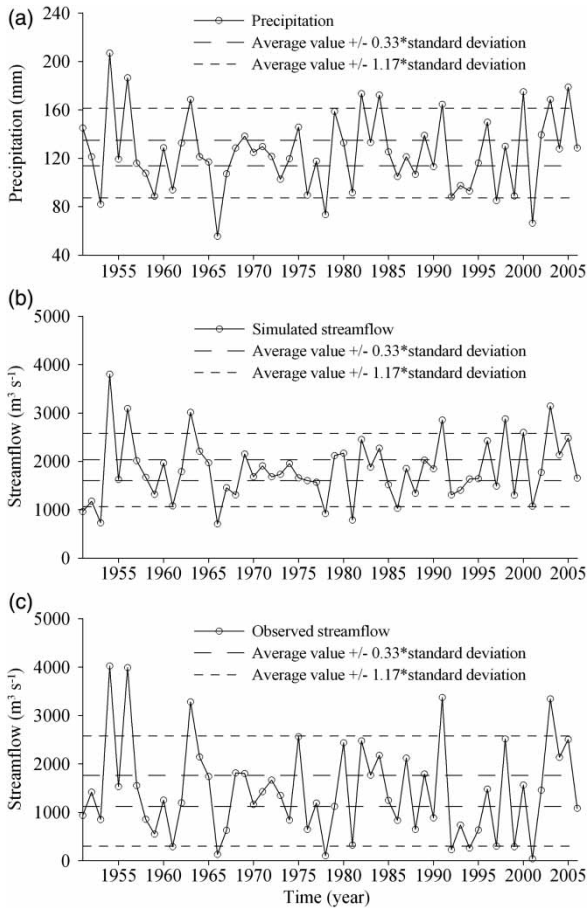 (a)
Precipitation
Average value +/- 0.33*standard deviation
Average value +/- 1.17*standard deviation
Precipitation (mm)
240
200
160
120
80
40
1955 1960 1965 1970 1975 1980 1985 1990 1995 2000 2005
(b)
Simulated streamflow
Average value +/- 0.33*standard deviation
Average value +/- 1.17*standard deviation
Streamflow (m³ s⁻¹)
5000
4000
3000
2000
1000
0
1955 1960 1965 1970 1975 1980 1985 1990 1995 2000 2005
(c)
Observed streamflow
Average value +/- 0.33*standard deviation
Average value +/- 1.17*standard deviation
Streamflow (m³ s⁻¹)
5000
4000
3000
2000
1000
0
1955 1960 1965 1970 1975 1980 1985 1990 1995 2000 2005
Time (year)